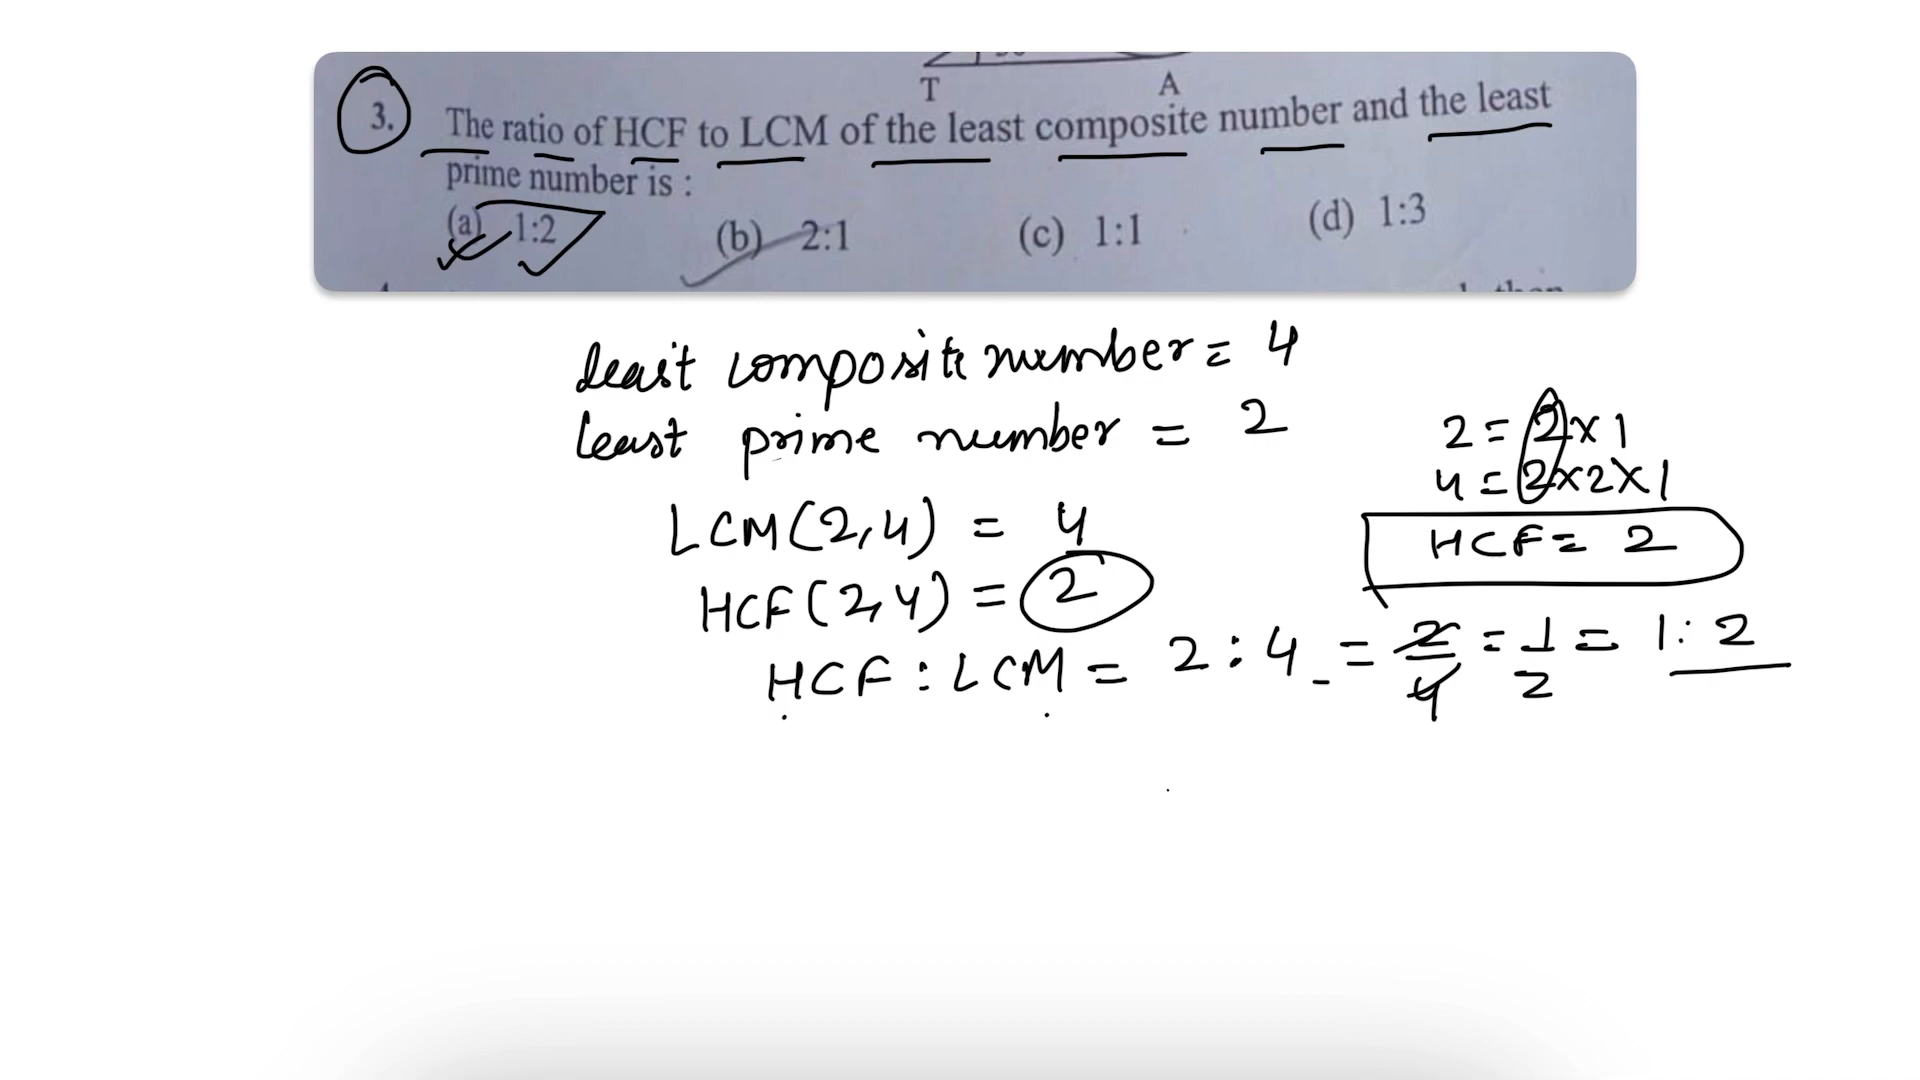 T A
3. The ratio of HCF to LCM of the least composite number and the least
prime number is :
(a) 1:2 (b) 2:1 (c) 1:1 (d) 1:3
least composite number = 4
least prime number = 2
2 = 2x1
4 = 2x2x1
LCM(2,4) = 4
HCF = 2
HCF(2,4) = 2
HCF : LCM = 2 : 4 = 2/4 = 1/2 = 1 : 2